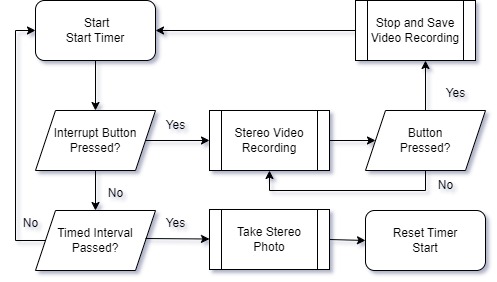 Start
Start Timer
Stop and Save
Video Recording
Yes
Interrupt Button
Pressed?
Yes
Stereo Video
Recording
Button
Pressed?
No
No
No
Timed Interval
Passed?
Yes
Take Stereo
Photo
Reset Timer
Start